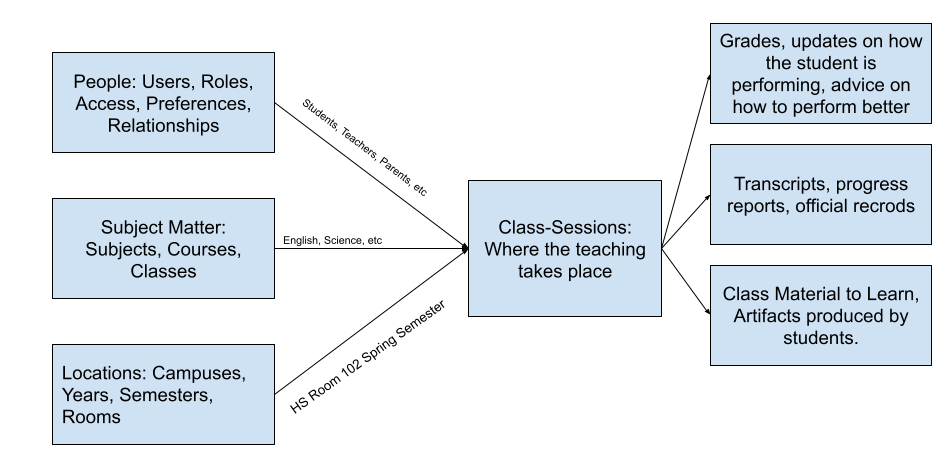 People: Users, Roles,
Access, Preferences,
Relationships
Students, Teachers, Parents, etc
Subject Matter:
Subjects, Courses,
Classes
English, Science, etc
Locations: Campuses,
Years, Semesters,
Rooms
HS Room 102 Spring Semester
Class-Sessions:
Where the teaching
takes place
Grades, updates on how
the student is
performing, advice on
how to perform better
Transcripts, progress
reports, official recrods
Class Material to Learn,
Artifacts produced by
students.